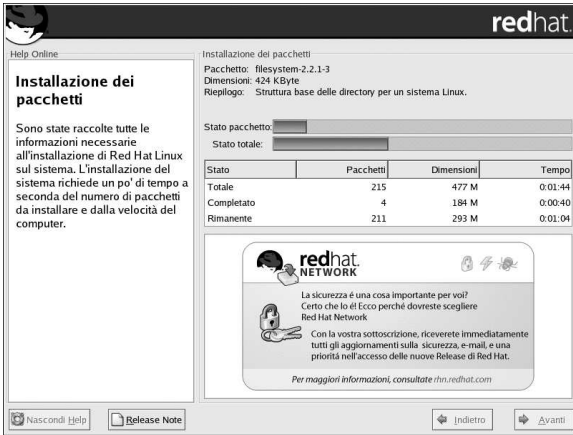 redhat.
Help Online
Installazione dei
pacchetti
Sono state raccolte tutte le
informazioni necessarie
all'installazione di Red Hat Linux
sul sistema. L'installazione del
sistema richiede un po' di tempo a
seconda del numero di pacchetti
da installare e dalla velocità del
computer.
Installazione dei pacchetti
Pacchetto: filesystem-2.2.1-3
Dimensioni: 424 KByte
Riepilogo: Struttura base delle directory per un sistema Linux.
Stato pacchetto:
Stato totale:
Stato Pacchetti Dimensioni Tempo
Totale 215 477 M 0:01:44
Completato 4 184 M 0:00:40
Rimanente 211 293 M 0:01:04
redhat.
NETWORK
La sicurezza é una cosa importante per voi?
Certo che lo é! Ecco perché dovreste scegliere
Red Hat Network
Con la vostra sottoscrizione, riceverete immediatamente
tutti gli aggiornamenti sulla sicurezza, e-mail, e una
prioritá nell'accesso delle nuove Release di Red Hat.
Per maggiori informazioni, consultate rhn.redhat.com
Nascondi Help
Release Note
Indietro
Avanti